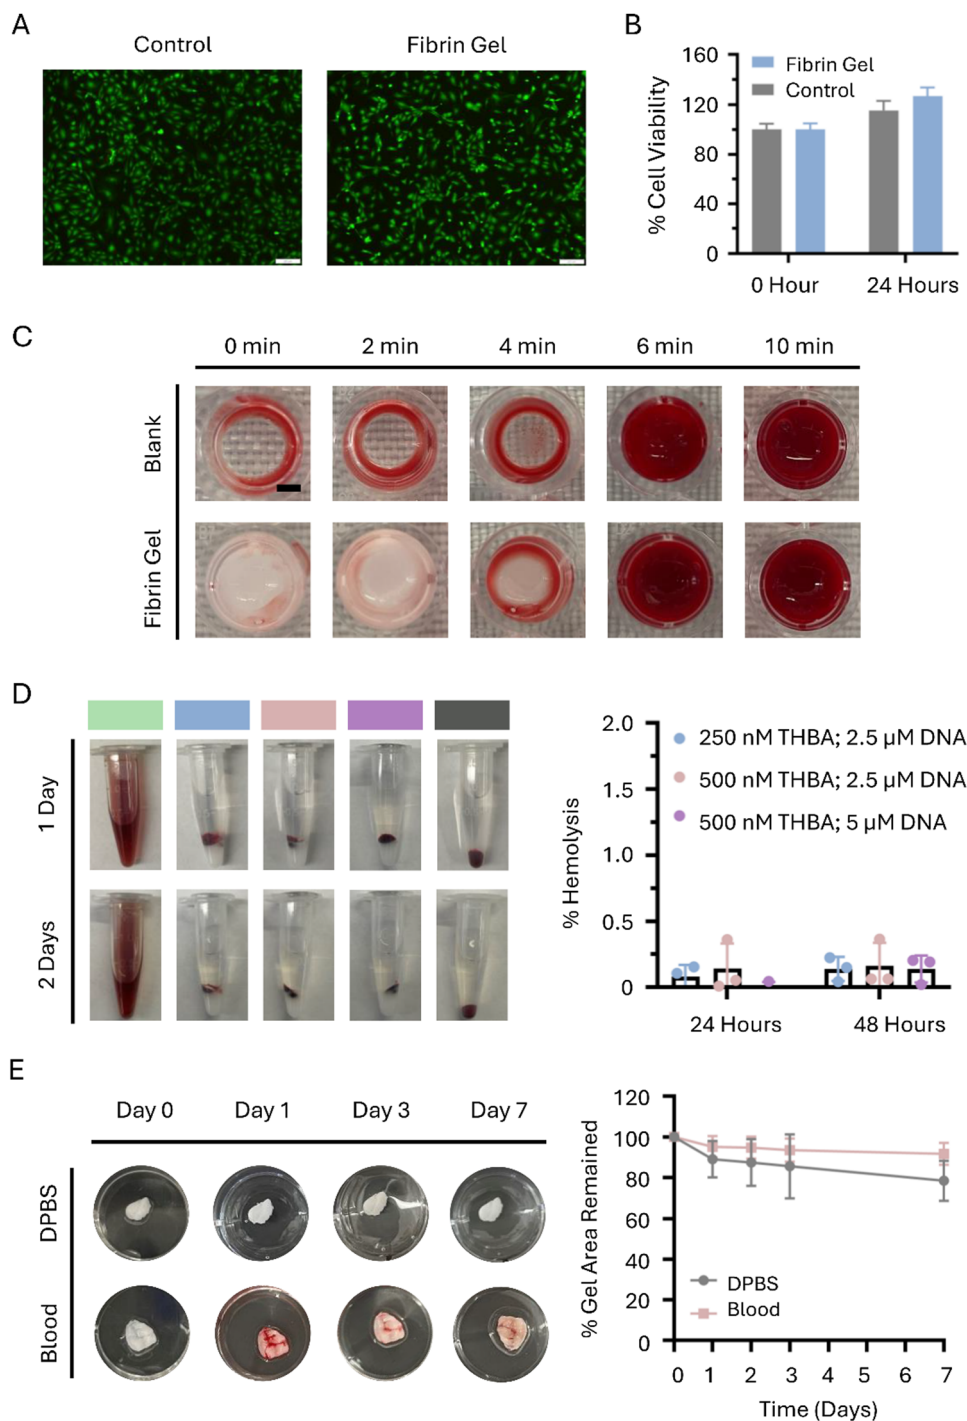 A
Control
Fibrin Gel
B
160
120
80
40
0
% Cell Viability
Fibrin Gel
Control
0 Hour
24 Hours
C
0 min
2 min
4 min
6 min
10 min
Blank
Fibrin Gel
D
1 Day
2 Days
2.0
1.5
1.0
0.5
0
% Hemolysis
250 nM THBA; 2.5 µM DNA
500 nM THBA; 2.5 µM DNA
500 nM THBA; 5 µM DNA
24 Hours
48 Hours
E
Day 0
Day 1
Day 3
Day 7
DPBS
Blood
120
100
80
60
40
20
0
% Gel Area Remained
DPBS
Blood
0 1 2 3 4 5 6 7
Time (Days)